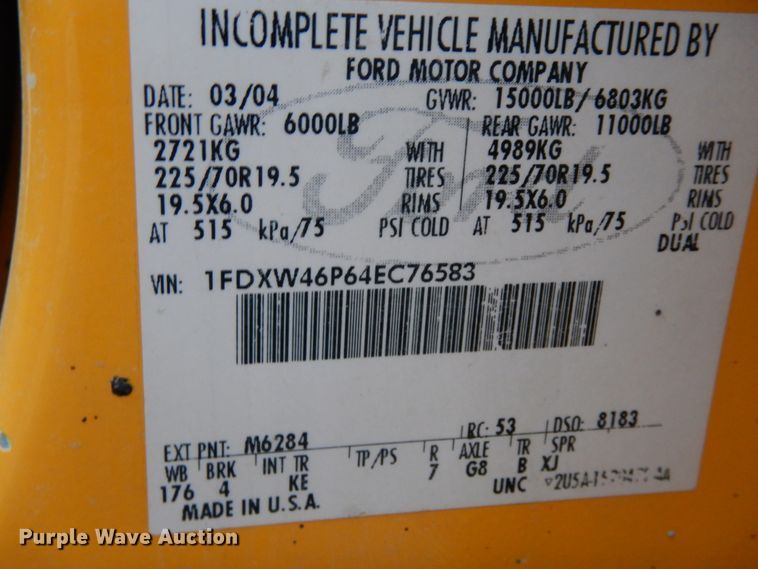 INCOMPLETE VEHICLE MANUFACTURED BY
FORD MOTOR COMPANY
DATE: 03/04 GVWR: 15000LB/6803KG
FRONT GAWR: 6000LB REAR GAWR: 11000LB
2721KG WITH 4989KG WITH
225/70R19.5 TIRES 225/70R19.5 TIRES
19.5X6.0 RIMS 19.5X6.0 RIMS
AT 515 kPa/75 PSI COLD AT 515 kPa/75 PSI COLD
DUAL
Ford
VIN: 1FDXW46P64EC76583
EXT PNT: M6284 RC: 53 DSO: 8183
WB BRK INT TR TP/PS R AXLE TR SPR
176 4 KE 7 G8 B XJ
MADE IN U.S.A. UNC
Purple Wave Auction